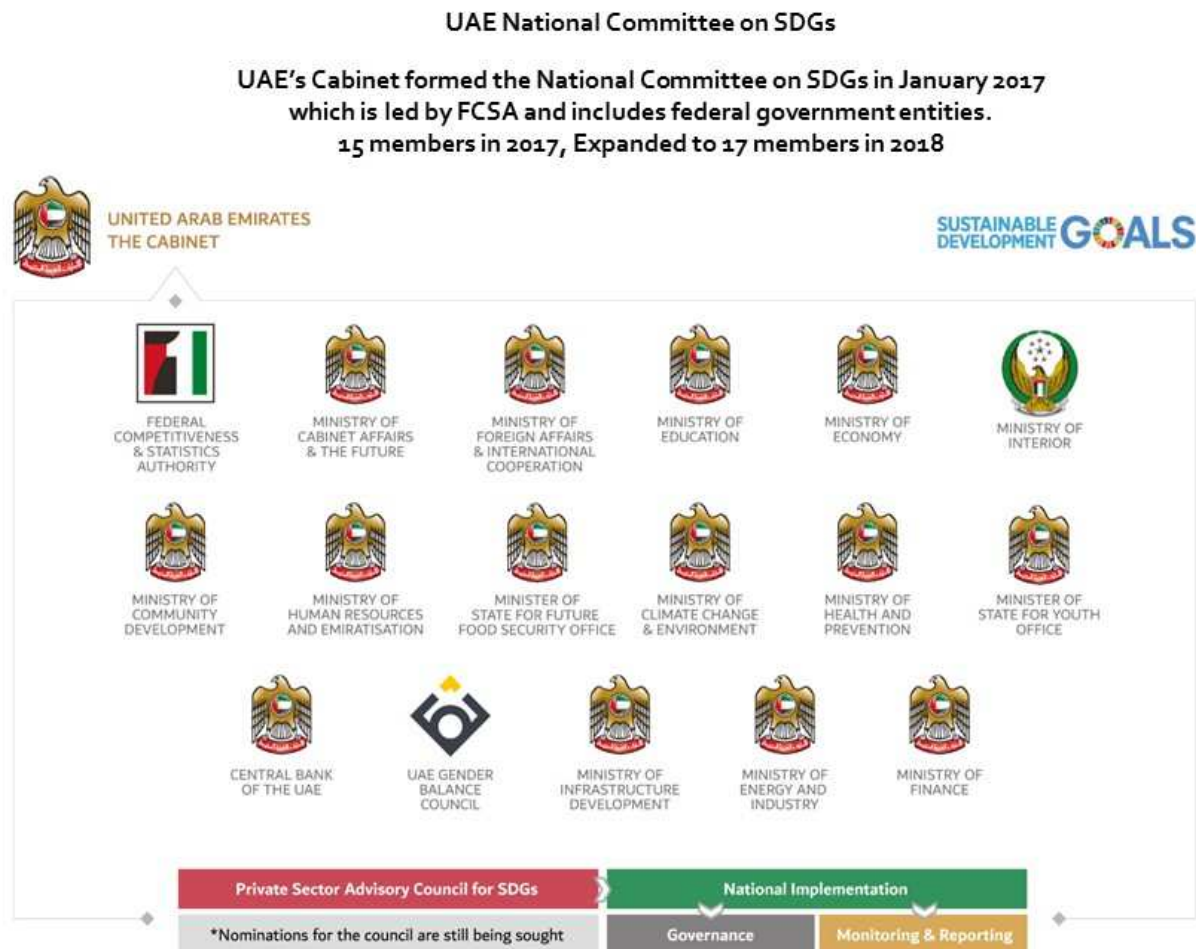 UAE National Committee on SDGs
UAE's Cabinet formed the National Committee on SDGs in January 2017
which is led by FCSA and includes federal government entities.
15 members in 2017, Expanded to 17 members in 2018
UNITED ARAB EMIRATES
THE CABINET
SUSTAINABLE
DEVELOPMENT
GOALS
FEDERAL
COMPETITIVENESS
& STATISTICS
AUTHORITY
MINISTRY OF
CABINET AFFAIRS
& THE FUTURE
MINISTRY OF
FOREIGN AFFAIRS
& INTERNATIONAL
COOPERATION
MINISTRY OF
EDUCATION
MINISTRY OF
ECONOMY
MINISTRY OF
INTERIOR
MINISTRY OF
COMMUNITY
DEVELOPMENT
MINISTRY OF
HUMAN RESOURCES
AND EMIRATISATION
MINISTER OF
STATE FOR FUTURE
FOOD SECURITY OFFICE
MINISTRY OF
CLIMATE CHANGE
& ENVIRONMENT
MINISTRY OF
HEALTH AND
PREVENTION
MINISTER OF
STATE FOR YOUTH
OFFICE
CENTRAL BANK
OF THE UAE
UAE GENDER
BALANCE
COUNCIL
MINISTRY OF
INFRASTRUCTURE
DEVELOPMENT
MINISTRY OF
ENERGY AND
INDUSTRY
MINISTRY OF
FINANCE
Private Sector Advisory Council for SDGs
National Implementation
*Nominations for the council are still being sought
Governance
Monitoring & Reporting